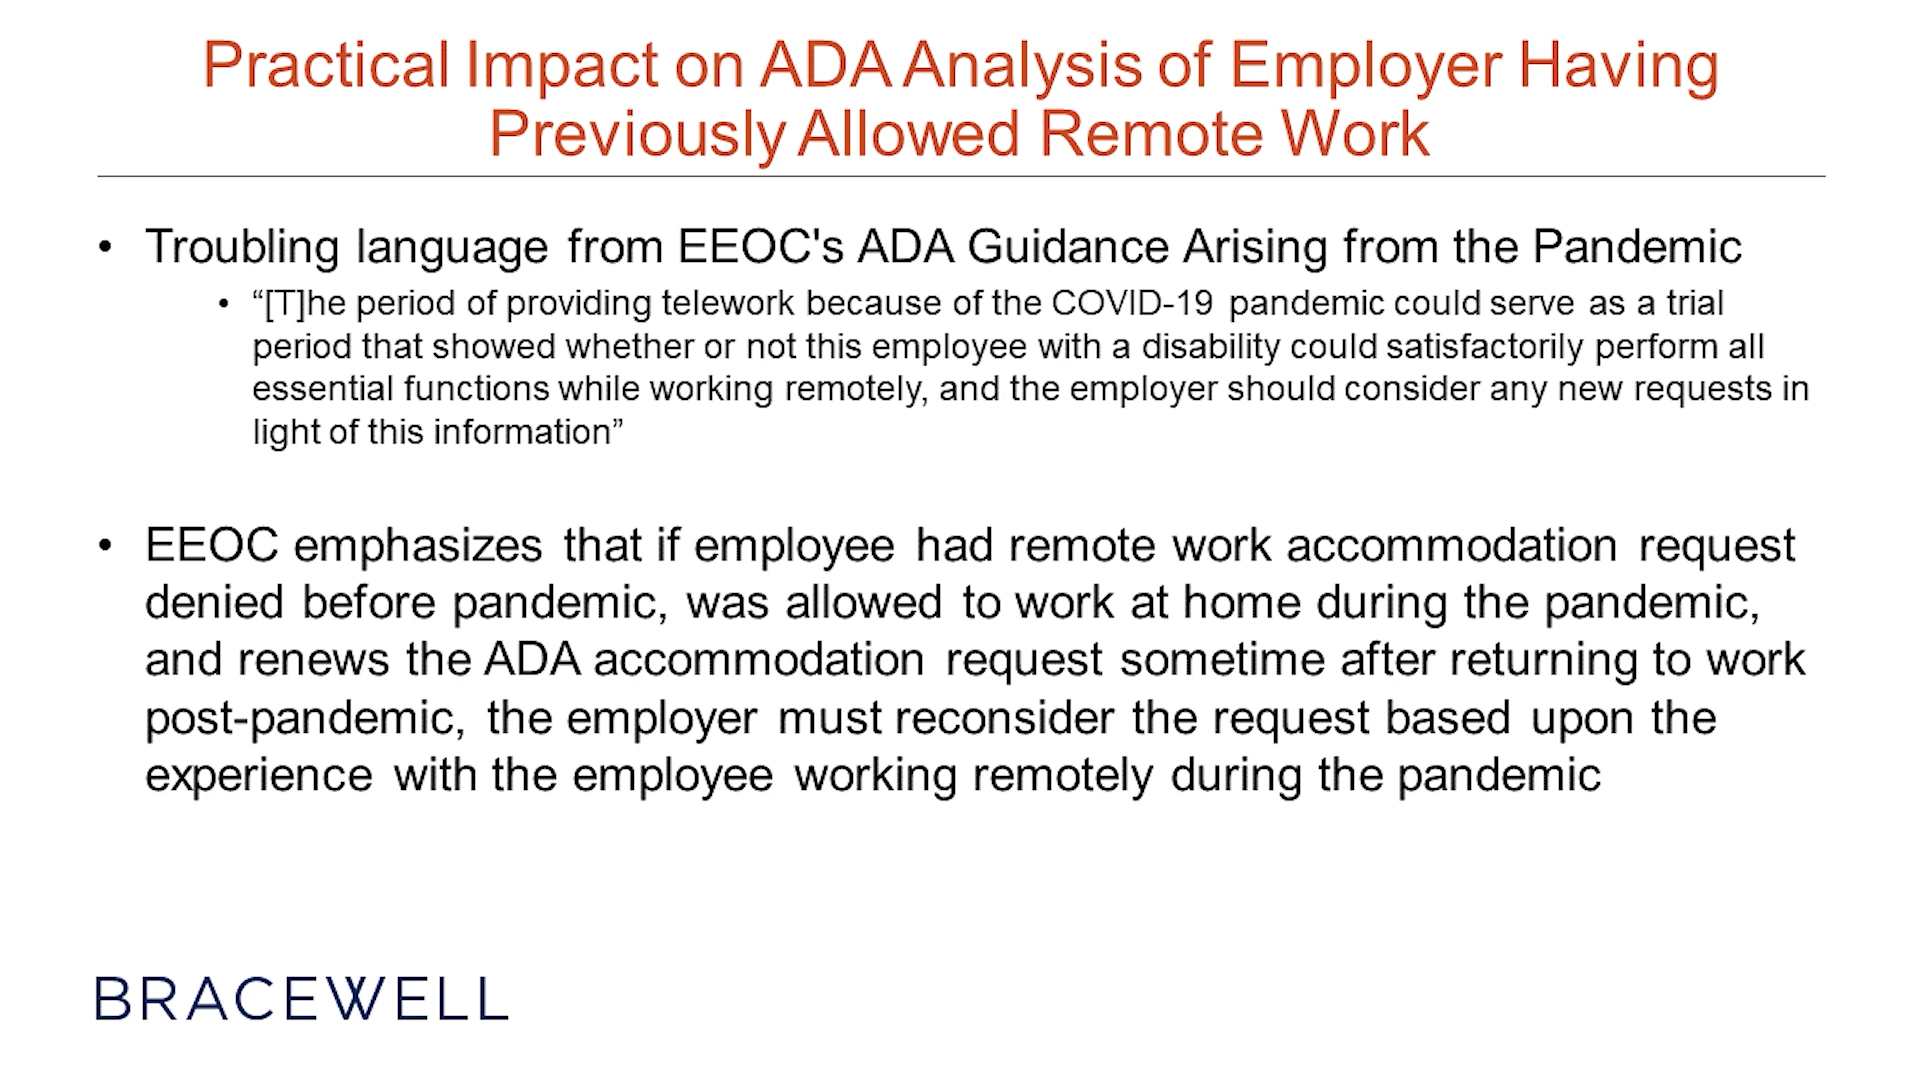 Practical Impact on ADA Analysis of Employer Having
Previously Allowed Remote Work
• Troubling language from EEOC's ADA Guidance Arising from the Pandemic
• “[T]he period of providing telework because of the COVID-19 pandemic could serve as a trial
period that showed whether or not this employee with a disability could satisfactorily perform all
essential functions while working remotely, and the employer should consider any new requests in
light of this information”
• EEOC emphasizes that if employee had remote work accommodation request
denied before pandemic, was allowed to work at home during the pandemic,
and renews the ADA accommodation request sometime after returning to work
post-pandemic, the employer must reconsider the request based upon the
experience with the employee working remotely during the pandemic
BRACEWELL